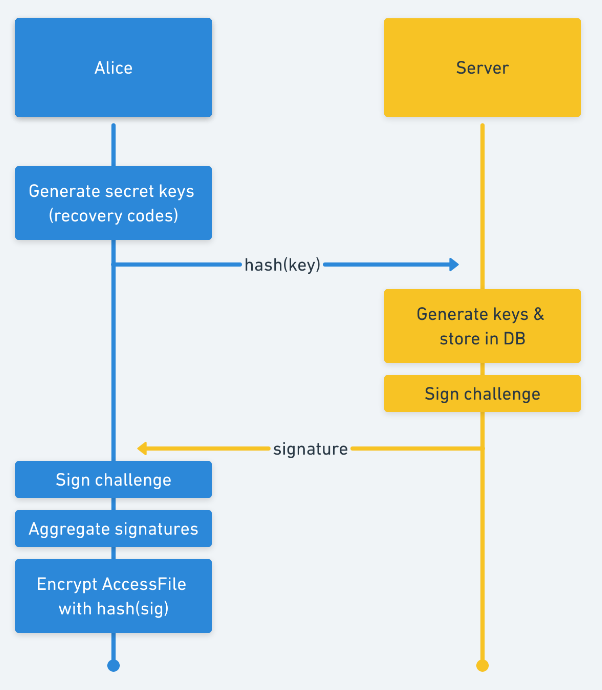 Alice
Server
Generate secret keys
(recovery codes)
hash(key)
Generate keys &
store in DB
Sign challenge
signature
Sign challenge
Aggregate signatures
Encrypt AccessFile
with hash(sig)